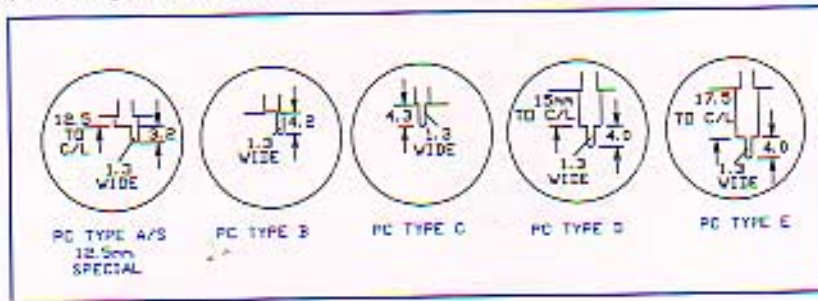 12.5
TO
C/L
3.2
1.3
WIDE
PC TYPE A/S
12.5mm
SPECIAL
4.2
1.3
WIDE
PC TYPE B
4.3
1.3
WIDE
PC TYPE C
15mm
TO C/L
4.0
1.3
WIDE
PC TYPE D
17.5
TO C/L
4.0
1.3
WIDE
PC TYPE E